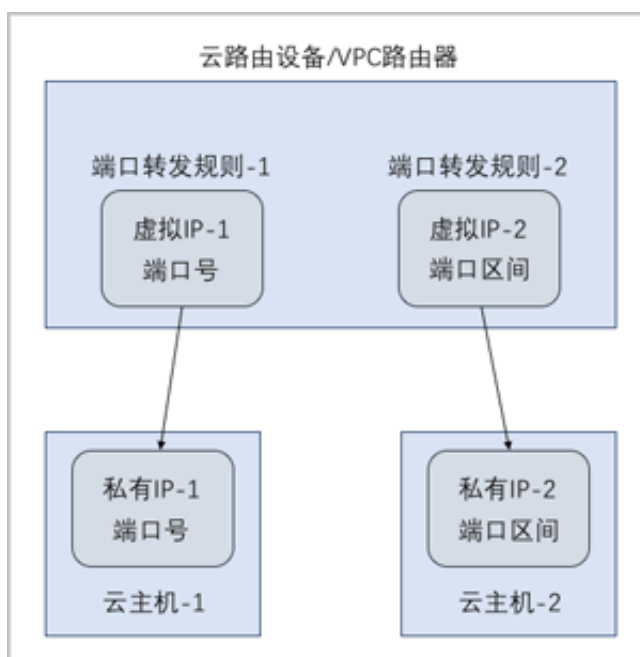 云路由设备/VPC路由器
端口转发规则-1
端口转发规则-2
虚拟IP-1
端口号
虚拟IP-2
端口区间
私有IP-1
端口号
私有IP-2
端口区间
云主机-1
云主机-2